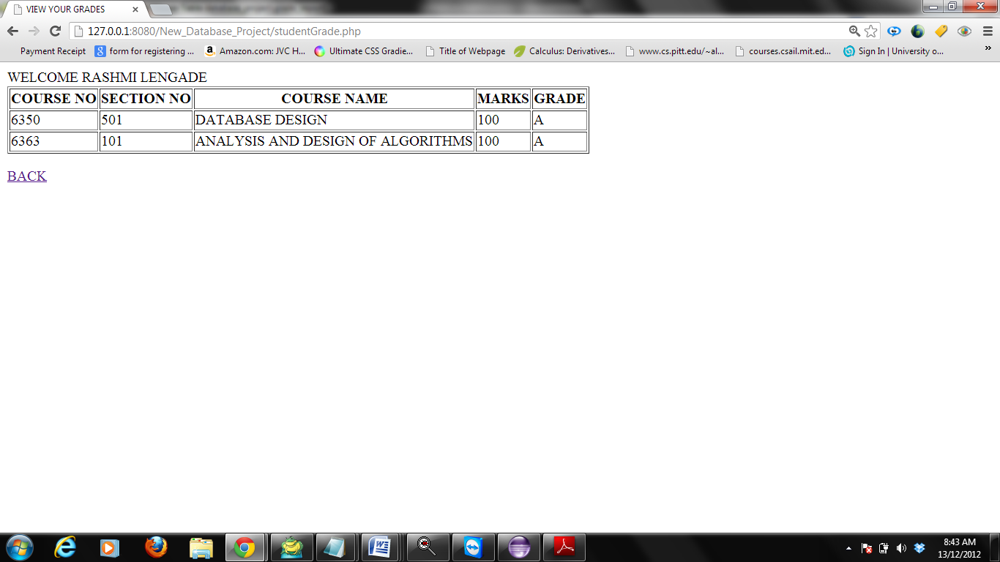 VIEW YOUR GRADES
127.0.0.1:8080/New_Database_Project/studentGrade.php
Payment Receipt form for registering ... Amazon.com: JVC H... Ultimate CSS Gradie... Title of Webpage Calculus: Derivatives... www.cs.pitt.edu/~al... courses.csail.mit.ed... Sign In | University o... »
WELCOME RASHMI LENGADE
COURSE NO SECTION NO COURSE NAME MARKS GRADE
6350 501 DATABASE DESIGN 100 A
6363 101 ANALYSIS AND DESIGN OF ALGORITHMS 100 A
BACK
8:43 AM
13/12/2012